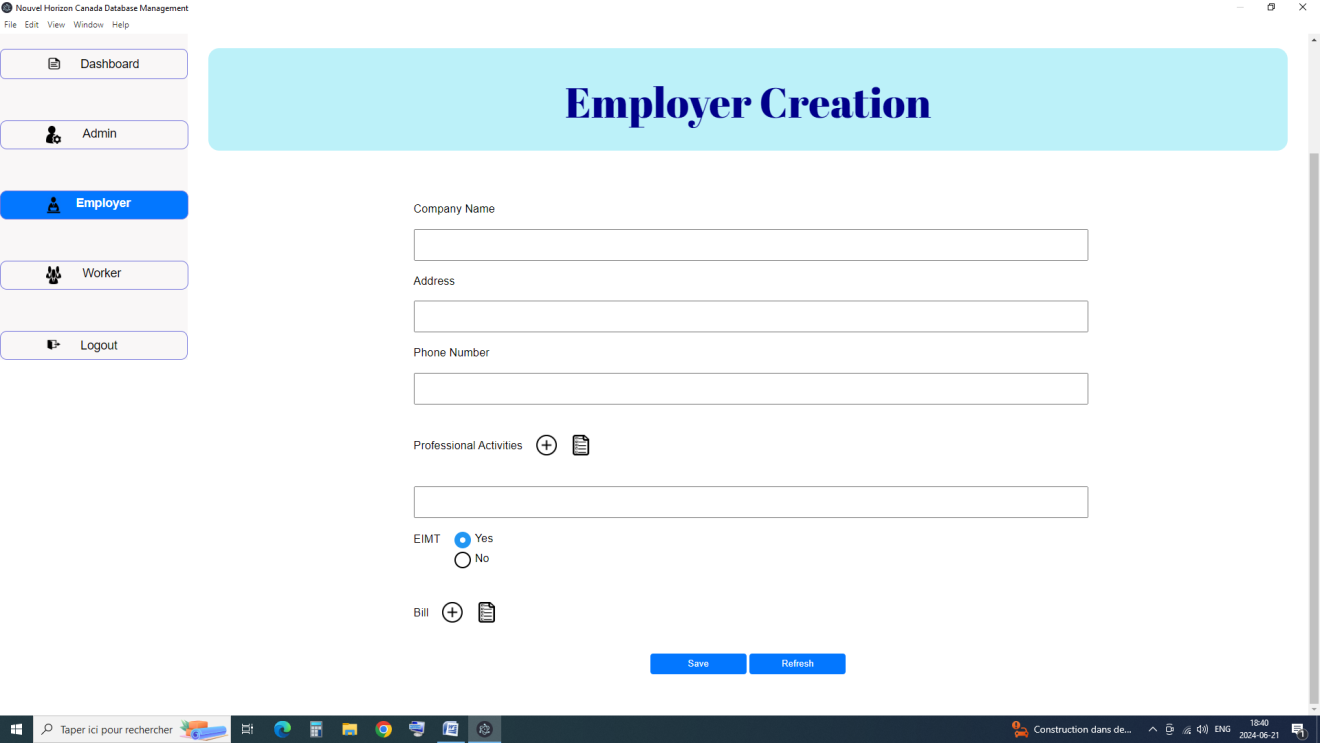 Nouvel Horizon Canada Database Management
File Edit View Window Help
Dashboard
Admin
Employer
Worker
Logout
Employer Creation
Company Name
Address
Phone Number
Professional Activities
EIMT Yes
No
Bill
Save Refresh
Taper ici pour rechercher
Construction dans de...
ENG
18:40
2024-06-21
1